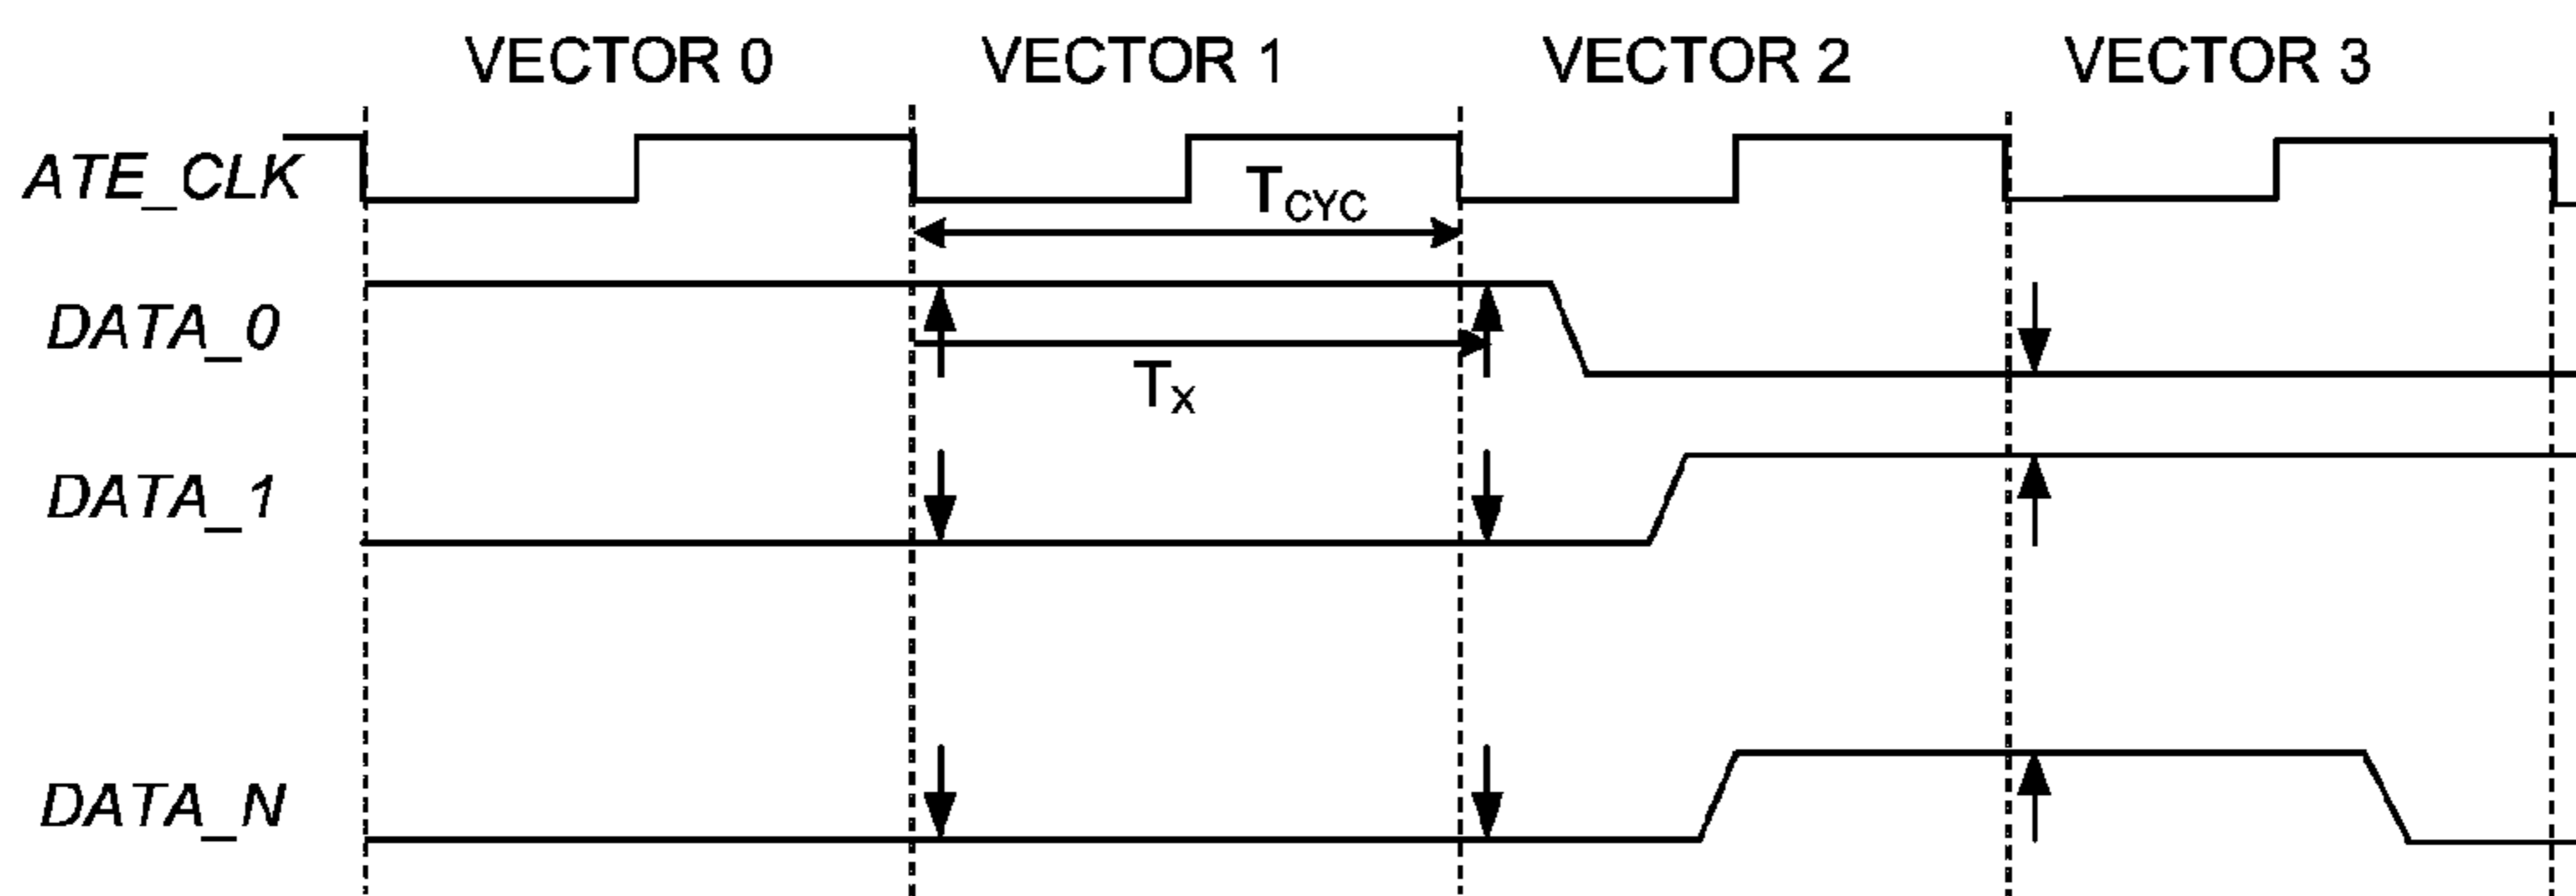 VECTOR 0 VECTOR 1 VECTOR 2 VECTOR 3
ATE_CLK
TCYC
DATA_0
TX
DATA_1
DATA_N